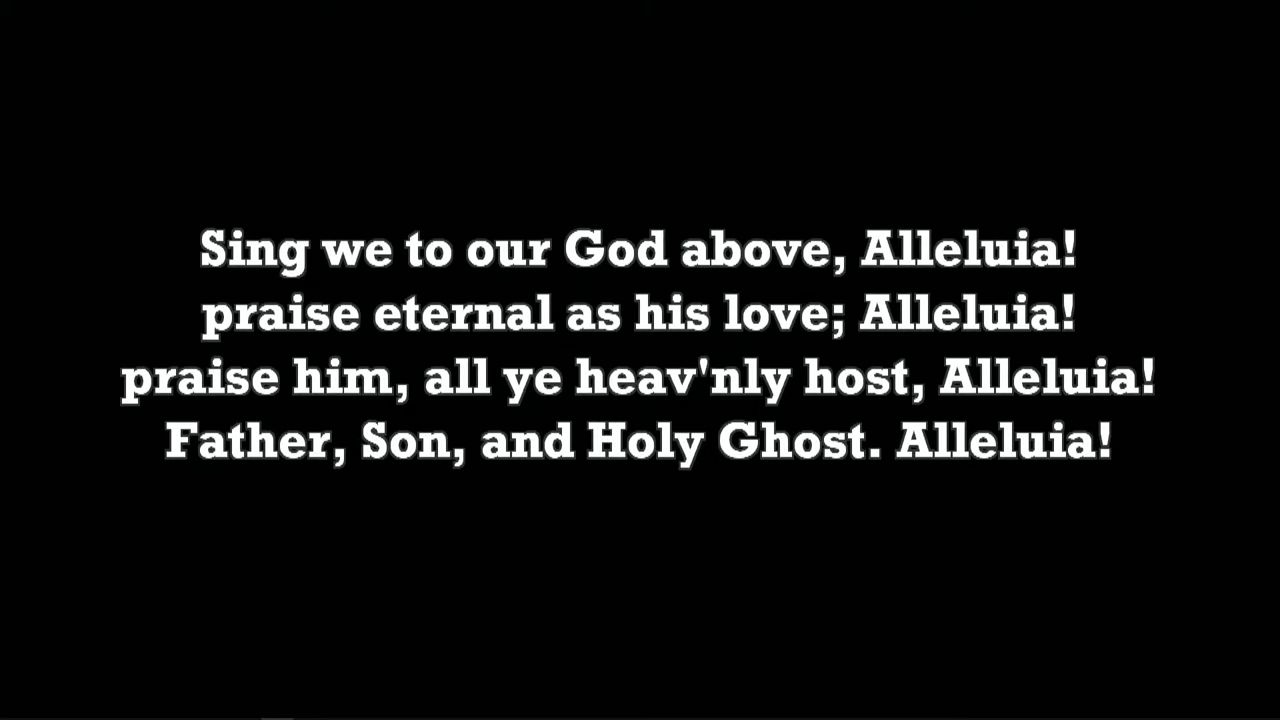 Sing we to our God above, Alleluia!
praise eternal as his love; Alleluia!
praise him, all ye heav'nly host, Alleluia!
Father, Son, and Holy Ghost. Alleluia!